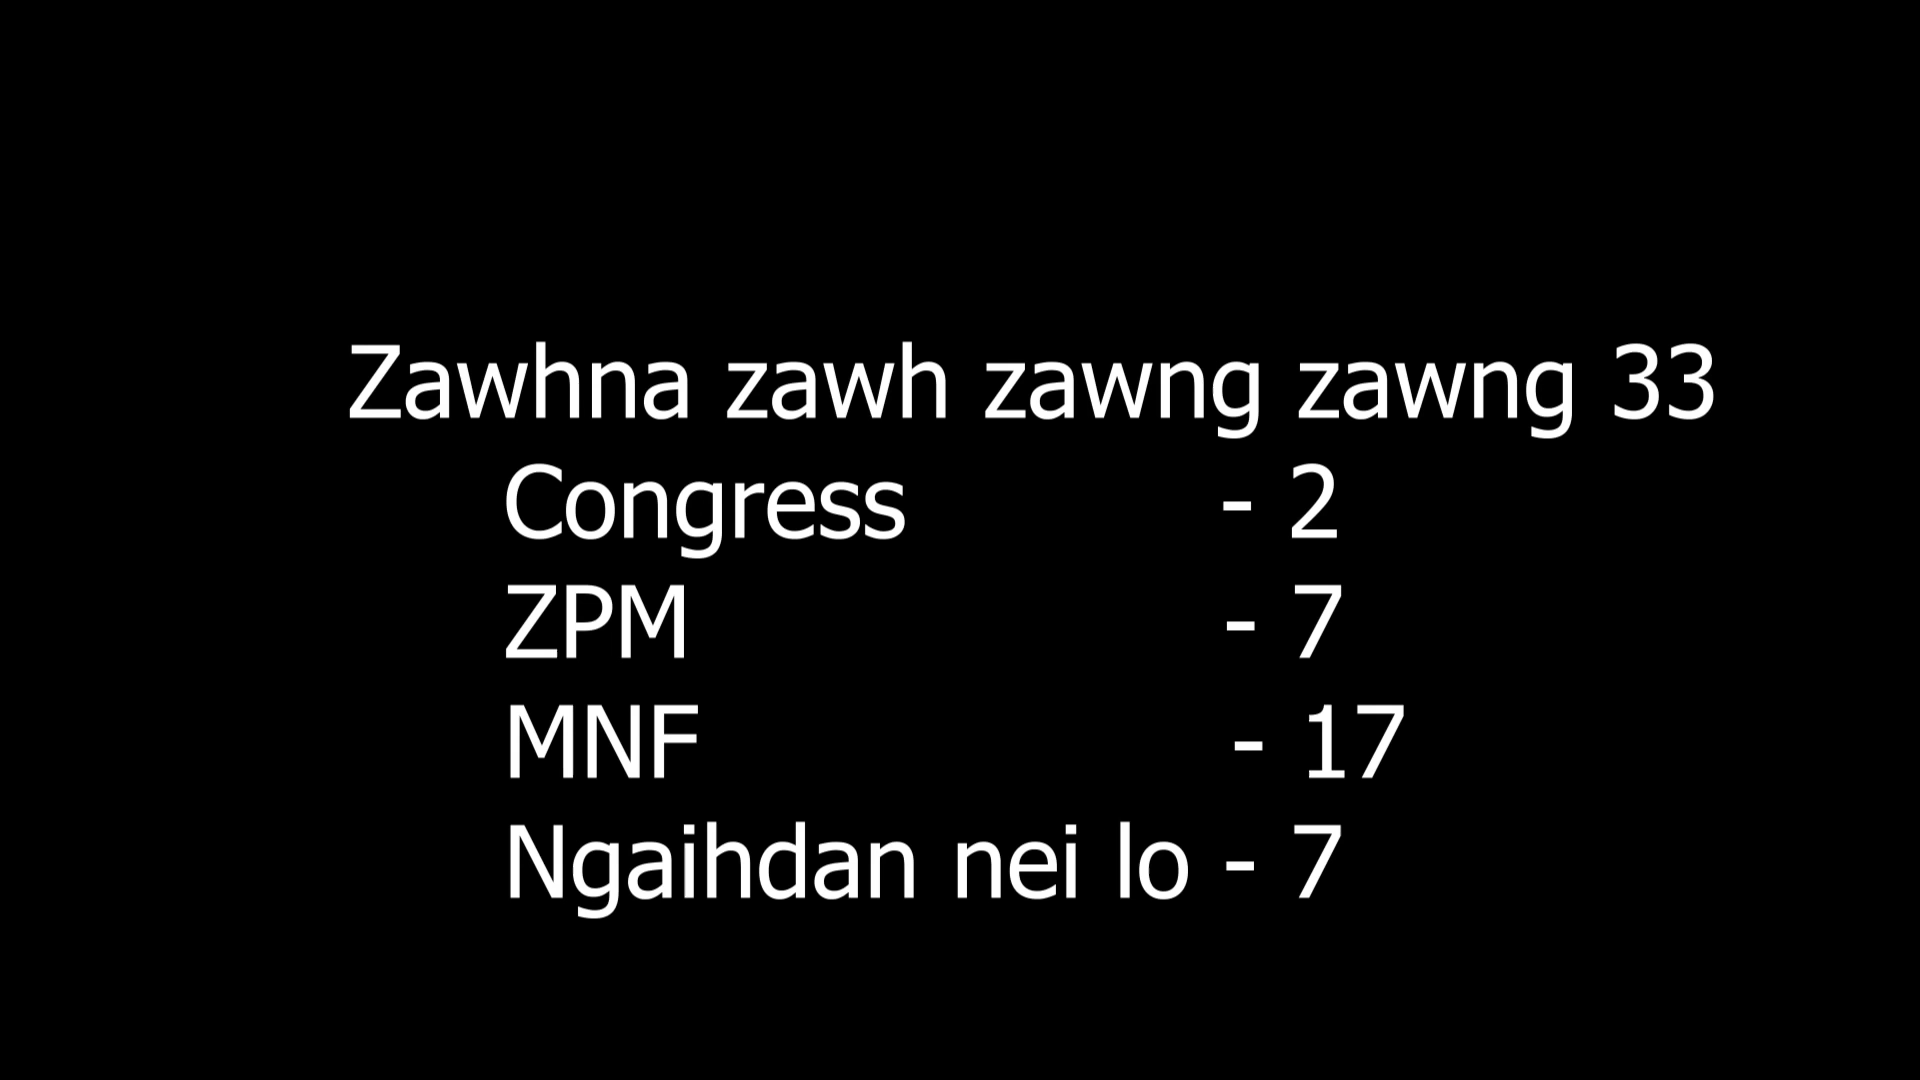 Zawhna zawh zawng zawng 33
Congress - 2
ZPM - 7
MNF - 17
Ngaihdan nei lo - 7